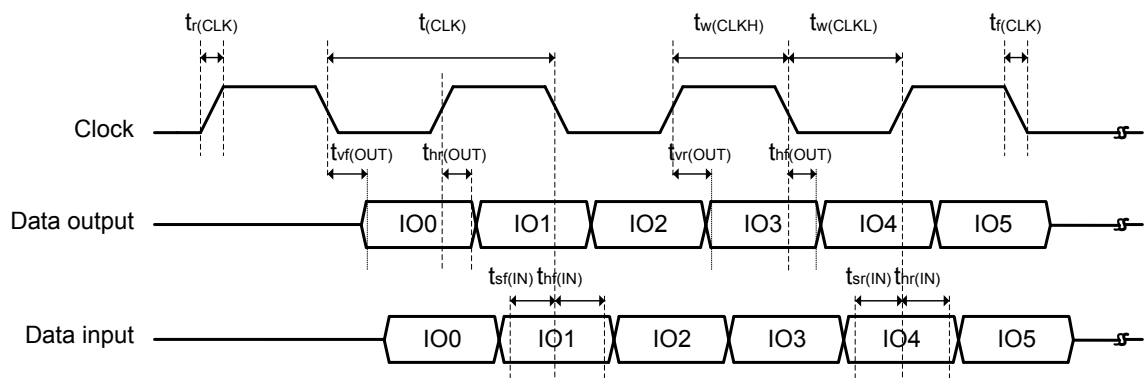 tr(CLK) t(CLK) tw(CLKH) tw(CLKL) tf(CLK)
Clock
tvf(OUT) thr(OUT) tvr(OUT) thf(OUT)
Data output IO0 IO1 IO2 IO3 IO4 IO5
tsf(IN) thf(IN) tsr(IN) thr(IN)
Data input IO0 IO1 IO2 IO3 IO4 IO5